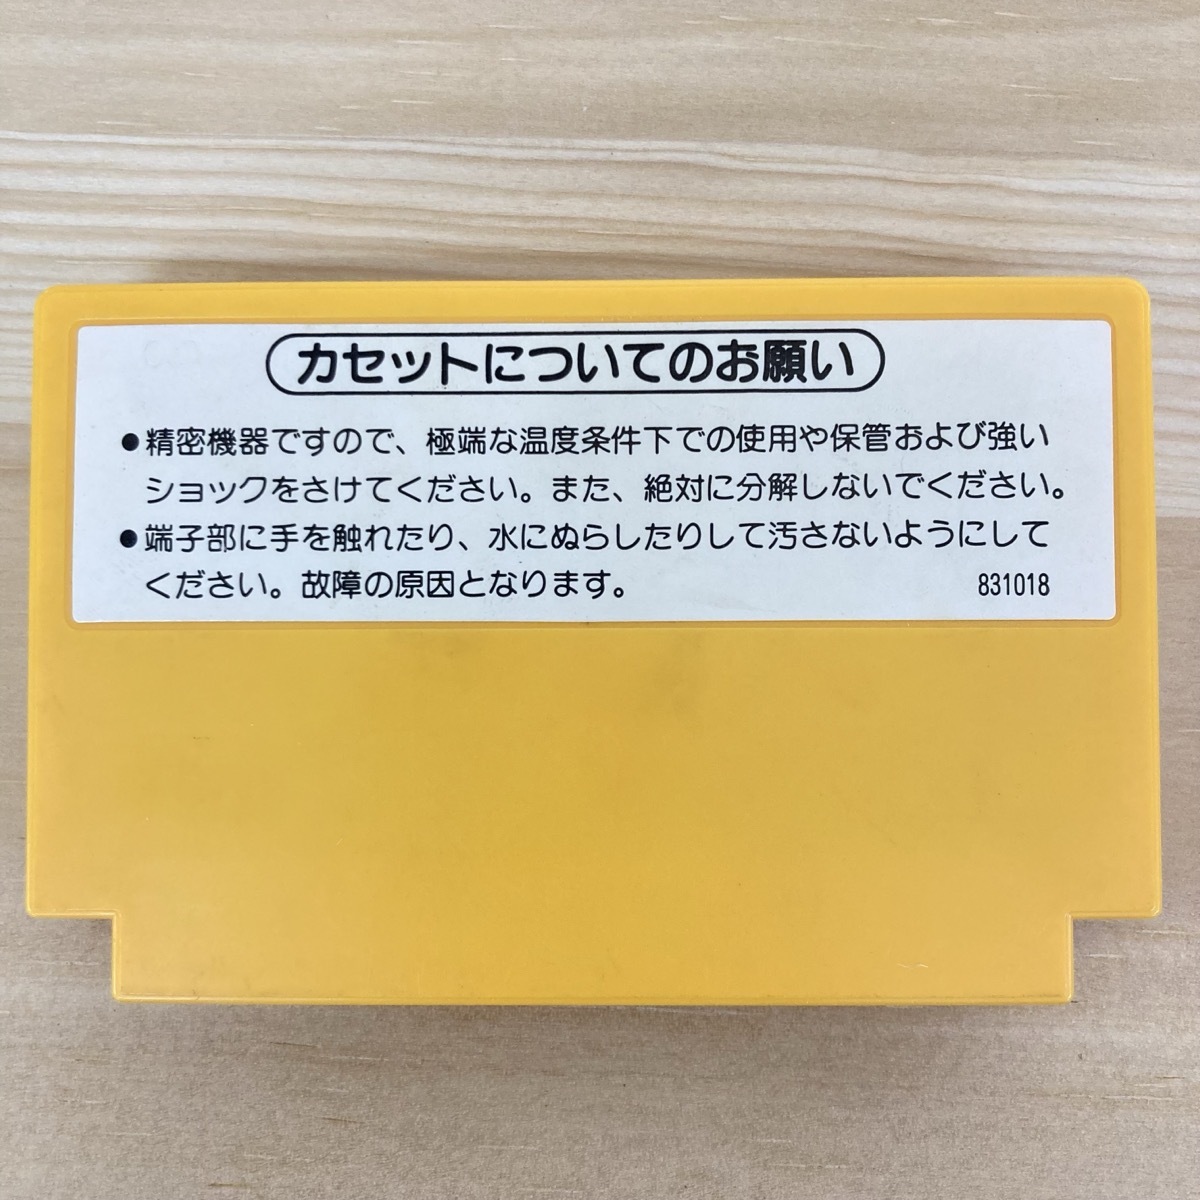 カセットについてのお願い
●精密機器ですので、極端な温度条件下での使用や保管および強い
ショックをさけてください。また、絶対に分解しないでください。
●端子部に手を触れたり、水にぬらしたりして汚さないようにして
ください。故障の原因となります。 831018